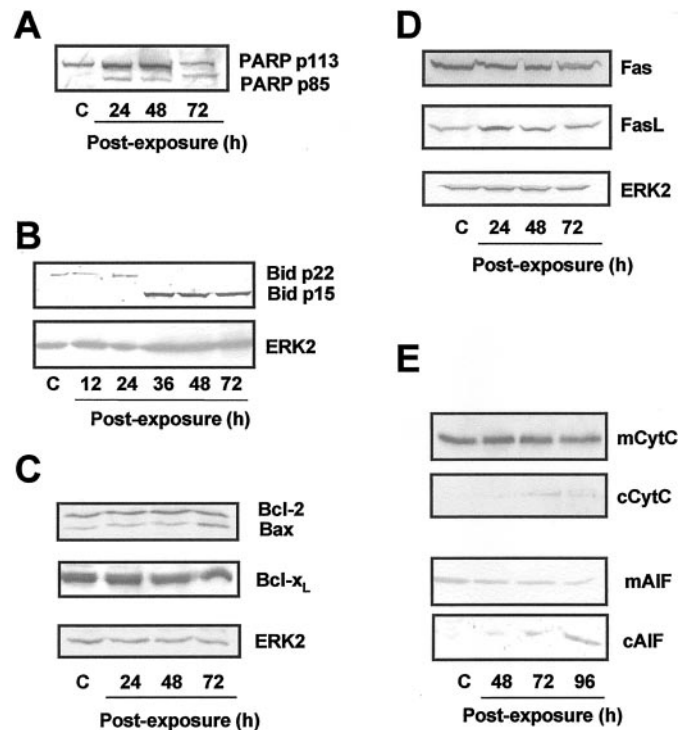 A
PARP p113
PARP p85
C 24 48 72
Post-exposure (h)
B
Bid p22
Bid p15
ERK2
C 12 24 36 48 72
Post-exposure (h)
C
Bcl-2
Bax
Bcl-xL
ERK2
C 24 48 72
Post-exposure (h)
D
Fas
FasL
ERK2
C 24 48 72
Post-exposure (h)
E
mCytC
cCytC
mAIF
cAIF
C 48 72 96
Post-exposure (h)